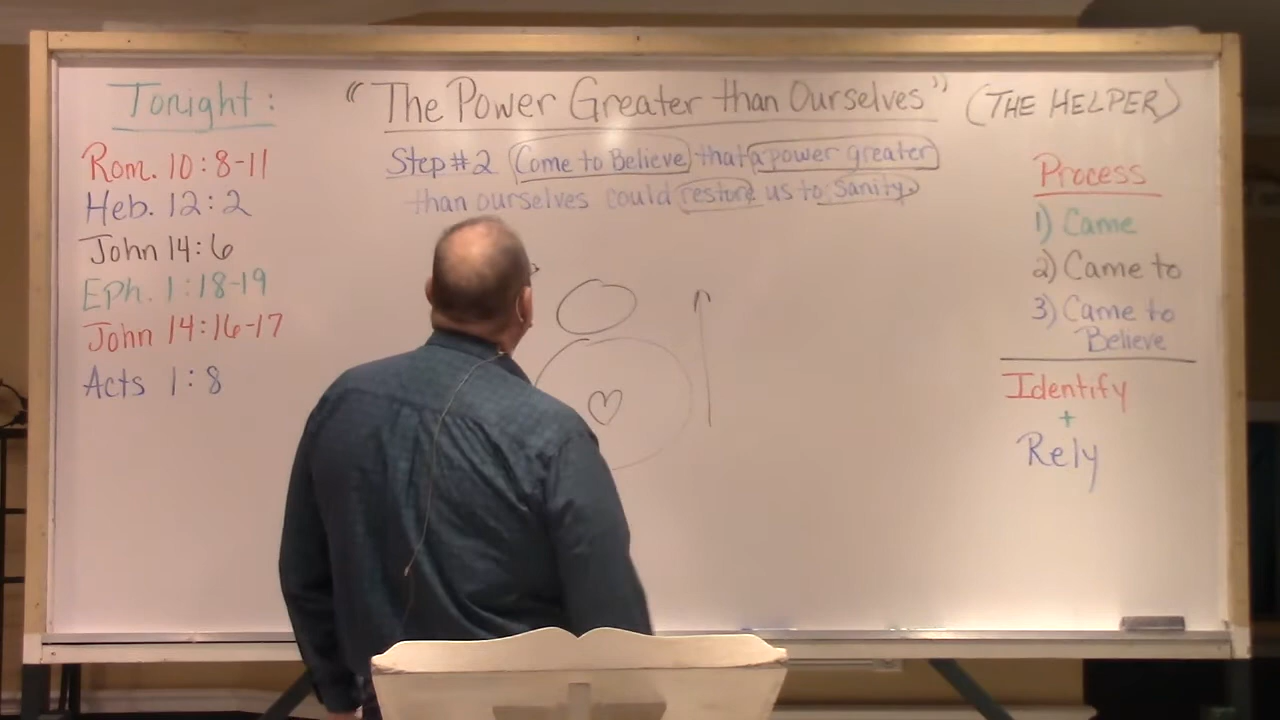 Tonight:
Rom. 10:8-11
Heb. 12:2
John 14:6
Eph. 1:18-19
John 14:16-17
Acts 1:8
"The Power Greater than Ourselves" (THE HELPER)
Step #2 Come to Believe that a power greater
than ourselves could restore us to Sanity.
Process
1) Came
2) Came to
3) Came to
Believe
Identify
+
Rely